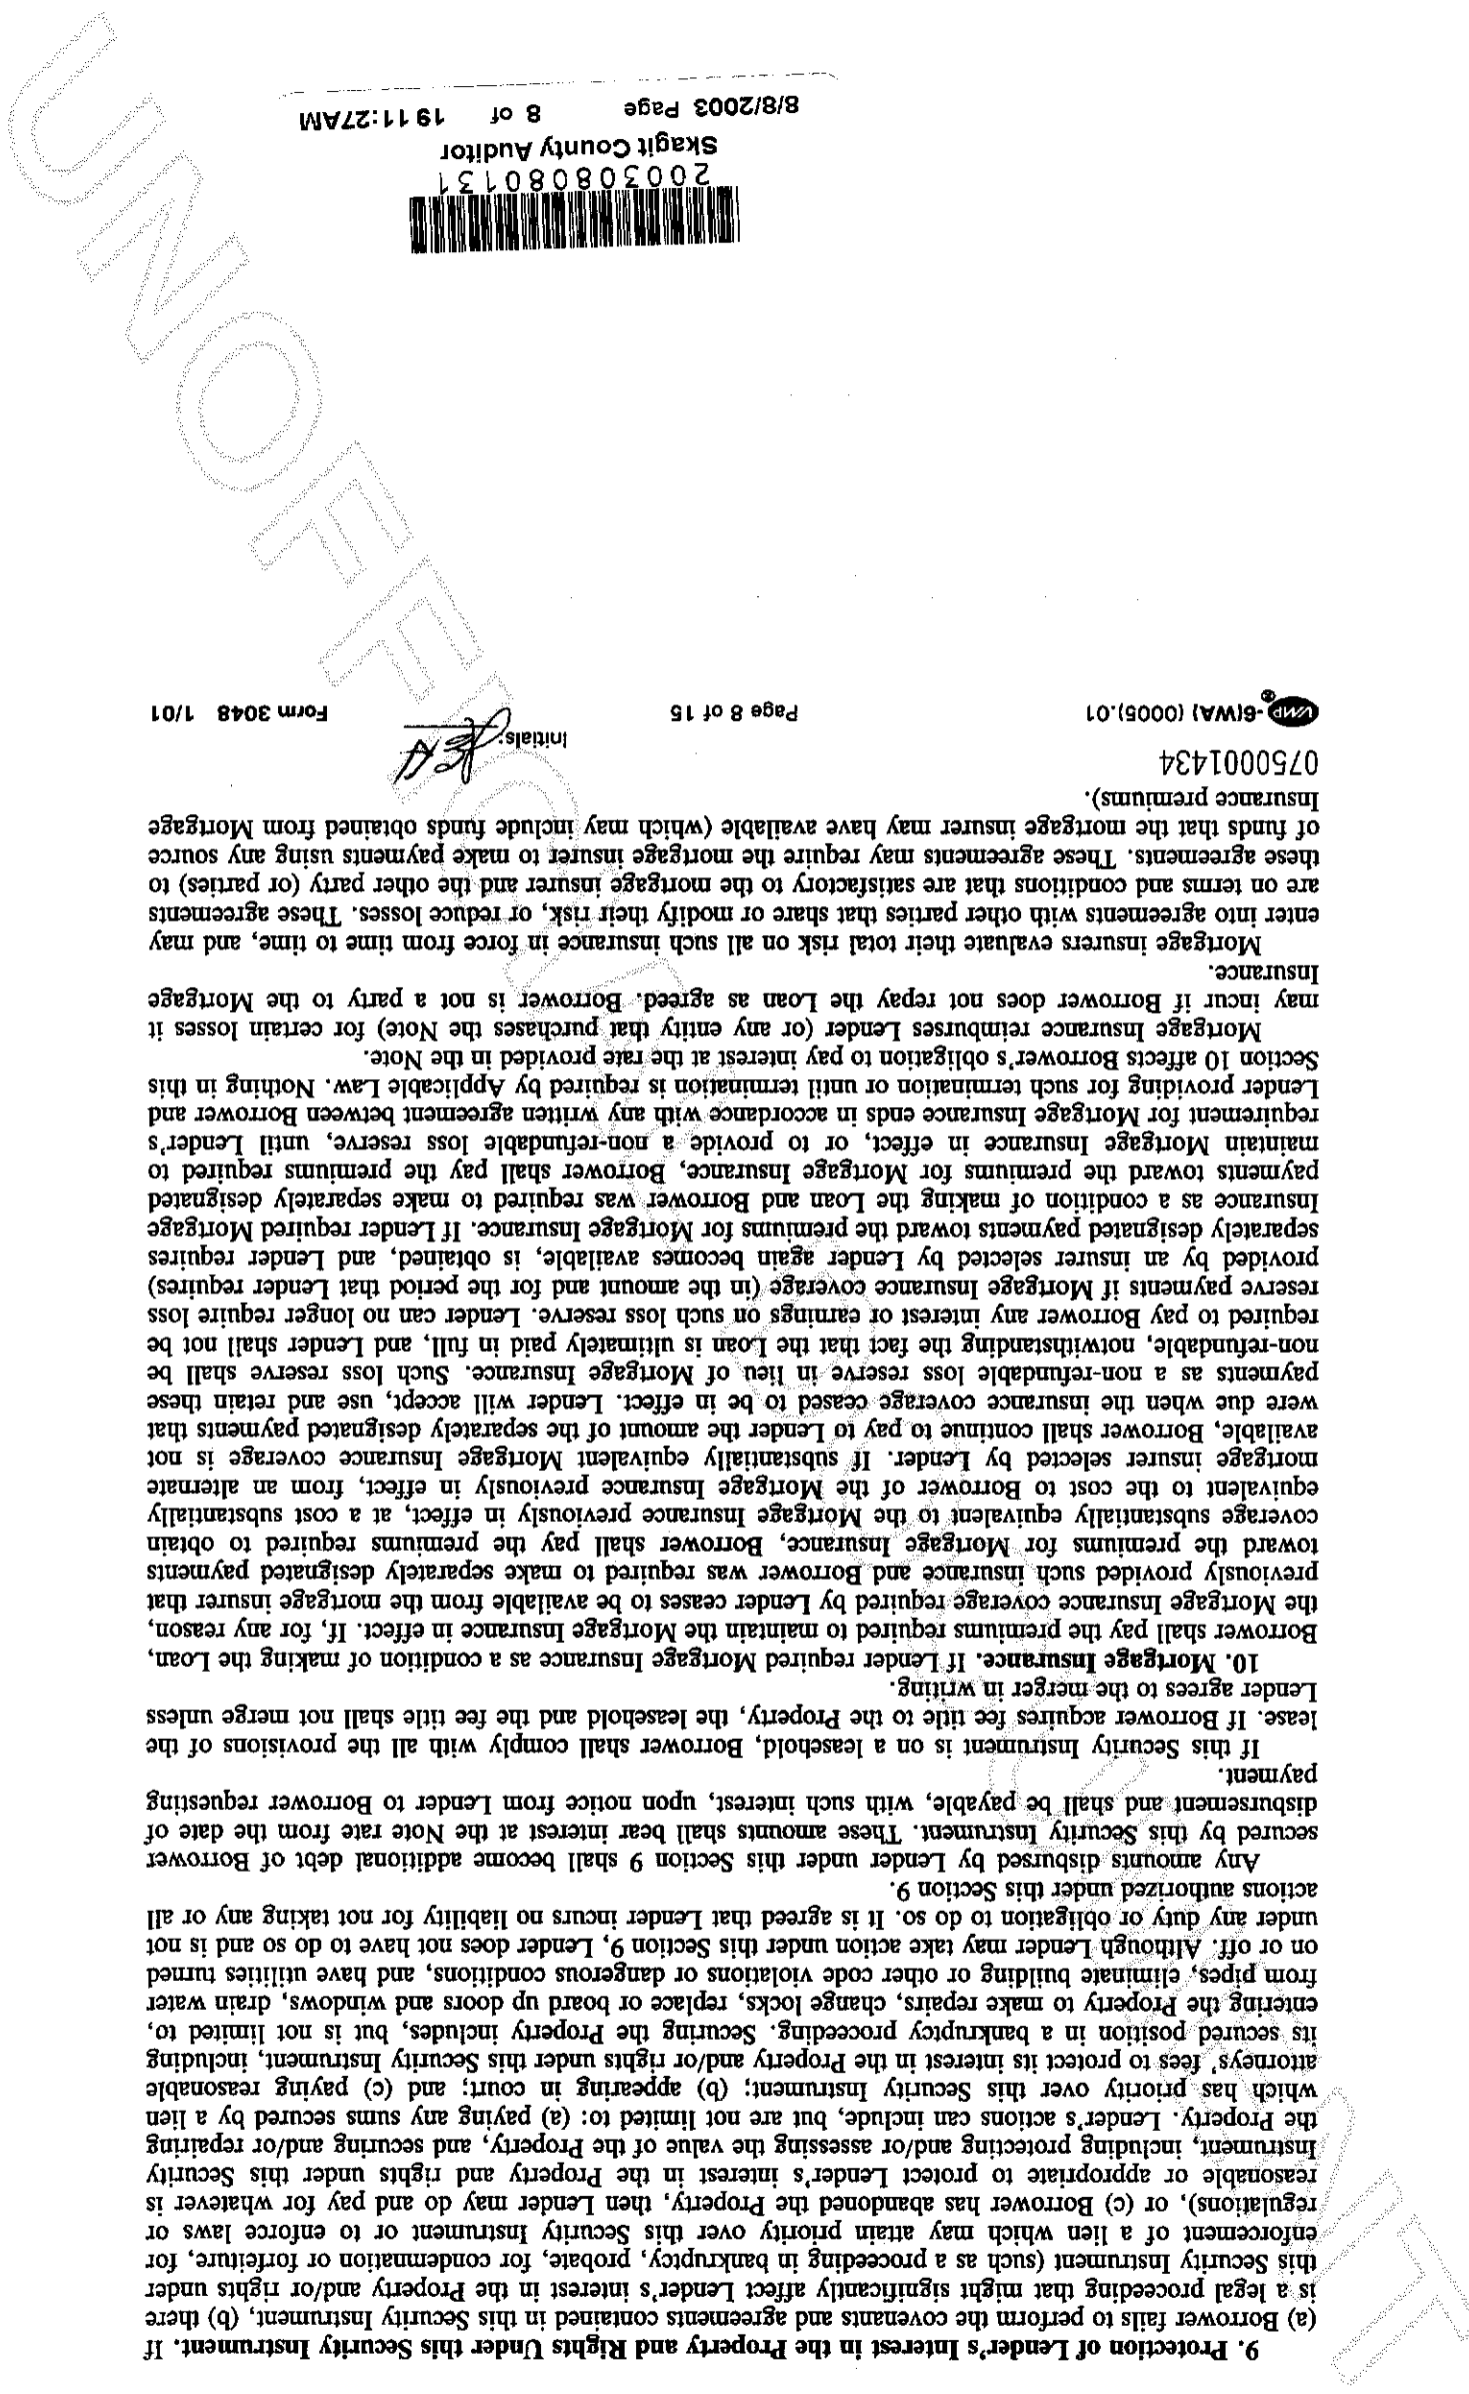 9. Protection of Lender's Interest in the Property and Rights Under this Security Instrument. If
(a) Borrower fails to perform the covenants and agreements contained in this Security Instrument, (b) there
is a legal proceeding that might significantly affect Lender's interest in the Property and/or rights under
this Security Instrument (such as a proceeding in bankruptcy, probate, for condemnation or forfeiture, for
enforcement of a lien which may attain priority over this Security Instrument or to enforce laws or
regulations), or (c) Borrower has abandoned the Property, then Lender may do and pay for whatever is
reasonable or appropriate to protect Lender's interest in the Property and rights under this Security
Instrument, including protecting and/or assessing the value of the Property, and securing and/or repairing
the Property. Lender's actions can include, but are not limited to: (a) paying any sums secured by a lien
which has priority over this Security Instrument; (b) appearing in court; and (c) paying reasonable
attorneys' fees to protect its interest in the Property and/or rights under this Security Instrument, including
its secured position in a bankruptcy proceeding. Securing the Property includes, but is not limited to,
entering the Property to make repairs, change locks, replace or board up doors and windows, drain water
from pipes, eliminate building or other code violations or dangerous conditions, and have utilities turned
on or off. Although Lender may take action under this Section 9, Lender does not have to do so and is not
under any duty or obligation to do so. It is agreed that Lender incurs no liability for not taking any or all
actions authorized under this Section 9.
Any amounts disbursed by Lender under this Section 9 shall become additional debt of Borrower
secured by this Security Instrument. These amounts shall bear interest at the Note rate from the date of
disbursement and shall be payable, with such interest, upon notice from Lender to Borrower requesting
payment.
If this Security Instrument is on a leasehold, Borrower shall comply with all the provisions of the
lease. If Borrower acquires fee title to the Property, the leasehold and the fee title shall not merge unless
Lender agrees to the merger in writing.
10. Mortgage Insurance. If Lender required Mortgage Insurance as a condition of making the Loan,
Borrower shall pay the premiums required to maintain the Mortgage Insurance in effect. If, for any reason,
the Mortgage Insurance coverage required by Lender ceases to be available from the mortgage insurer that
previously provided such insurance and Borrower was required to make separately designated payments
toward the premiums for Mortgage Insurance, Borrower shall pay the premiums required to obtain
coverage substantially equivalent to the Mortgage Insurance previously in effect, at a cost substantially
equivalent to the cost to Borrower of the Mortgage Insurance previously in effect, from an alternate
mortgage insurer selected by Lender. If substantially equivalent Mortgage Insurance coverage is not
available, Borrower shall continue to pay to Lender the amount of the separately designated payments that
were due when the insurance coverage ceased to be in effect. Lender will accept, use and retain these
payments as a non-refundable loss reserve in lieu of Mortgage Insurance. Such loss reserve shall be
non-refundable, notwithstanding the fact that the Loan is ultimately paid in full, and Lender shall not be
required to pay Borrower any interest or earnings on such loss reserve. Lender can no longer require loss
reserve payments if Mortgage Insurance coverage (in the amount and for the period that Lender requires)
provided by an insurer selected by Lender again becomes available, is obtained, and Lender requires
separately designated payments toward the premiums for Mortgage Insurance. If Lender required Mortgage
Insurance as a condition of making the Loan and Borrower was required to make separately designated
payments toward the premiums for Mortgage Insurance, Borrower shall pay the premiums required to
maintain Mortgage Insurance in effect, or to provide a non-refundable loss reserve, until Lender's
requirement for Mortgage Insurance ends in accordance with any written agreement between Borrower and
Lender providing for such termination or until termination is required by Applicable Law. Nothing in this
Section 10 affects Borrower's obligation to pay interest at the rate provided in the Note.
Mortgage Insurance reimburses Lender (or any entity that purchases the Note) for certain losses it
may incur if Borrower does not repay the Loan as agreed. Borrower is not a party to the Mortgage
Insurance.
Mortgage insurers evaluate their total risk on all such insurance in force from time to time, and may
enter into agreements with other parties that share or modify their risk, or reduce losses. These agreements
are on terms and conditions that are satisfactory to the mortgage insurer and the other party (or parties) to
these agreements. These agreements may require the mortgage insurer to make payments using any source
of funds that the mortgage insurer may have available (which may include funds obtained from Mortgage
Insurance premiums).
0750001434
Initials:
VMP®-6(WA) (0005).01 Page 8 of 15 Form 3048 1/01
200308080131
Skagit County Auditor
8/8/2003 Page 8 of 19 11:27AM
UNOFFICIAL DOCUMENT